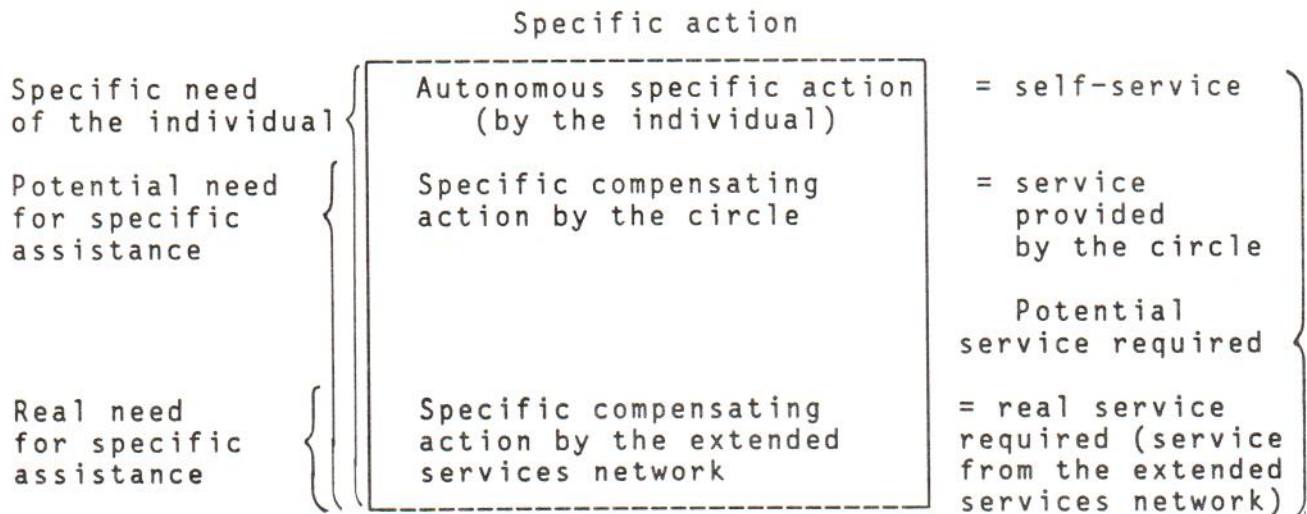 Specific action
Specific need
of the individual
Autonomous specific action
(by the individual)
= self-service
Potential need
for specific
assistance
Specific compensating
action by the circle
= service
provided
by the circle
Potential
service required
Real need
for specific
assistance
Specific compensating
action by the extended
services network
= real service
required (service
from the extended
services network)